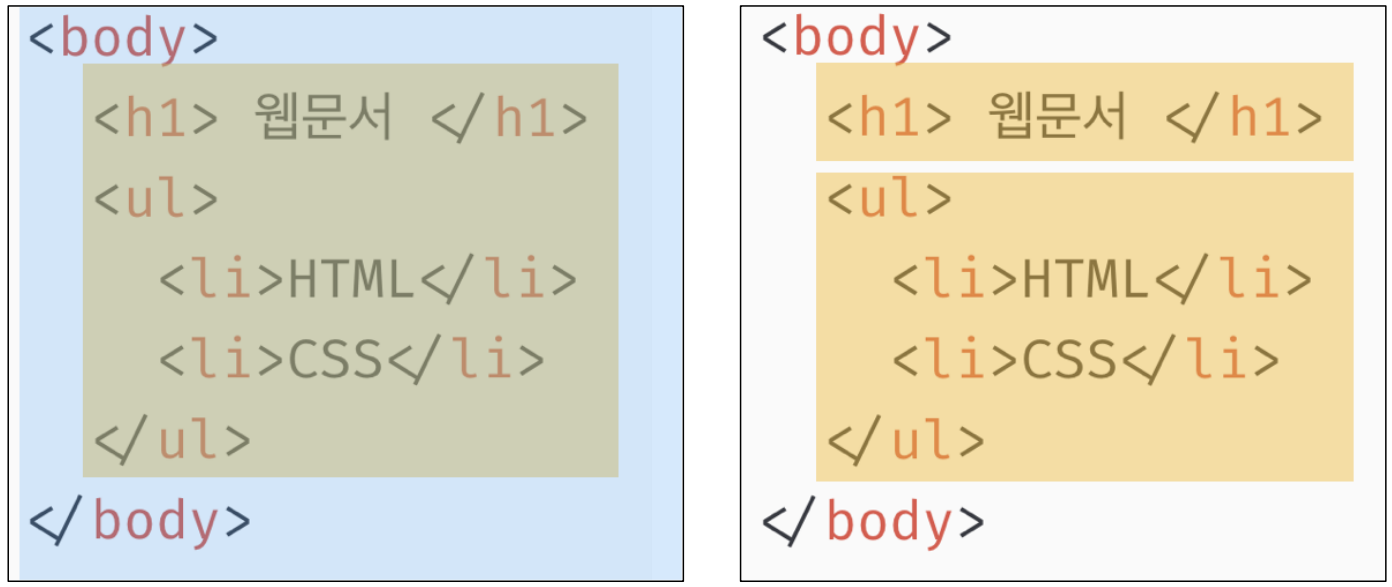 <body>
<h1> 웹문서 </h1>
<ul>
<li>HTML</li>
<li>CSS</li>
</ul>
</body>
<body>
<h1> 웹문서 </h1>
<ul>
<li>HTML</li>
<li>CSS</li>
</ul>
</body>